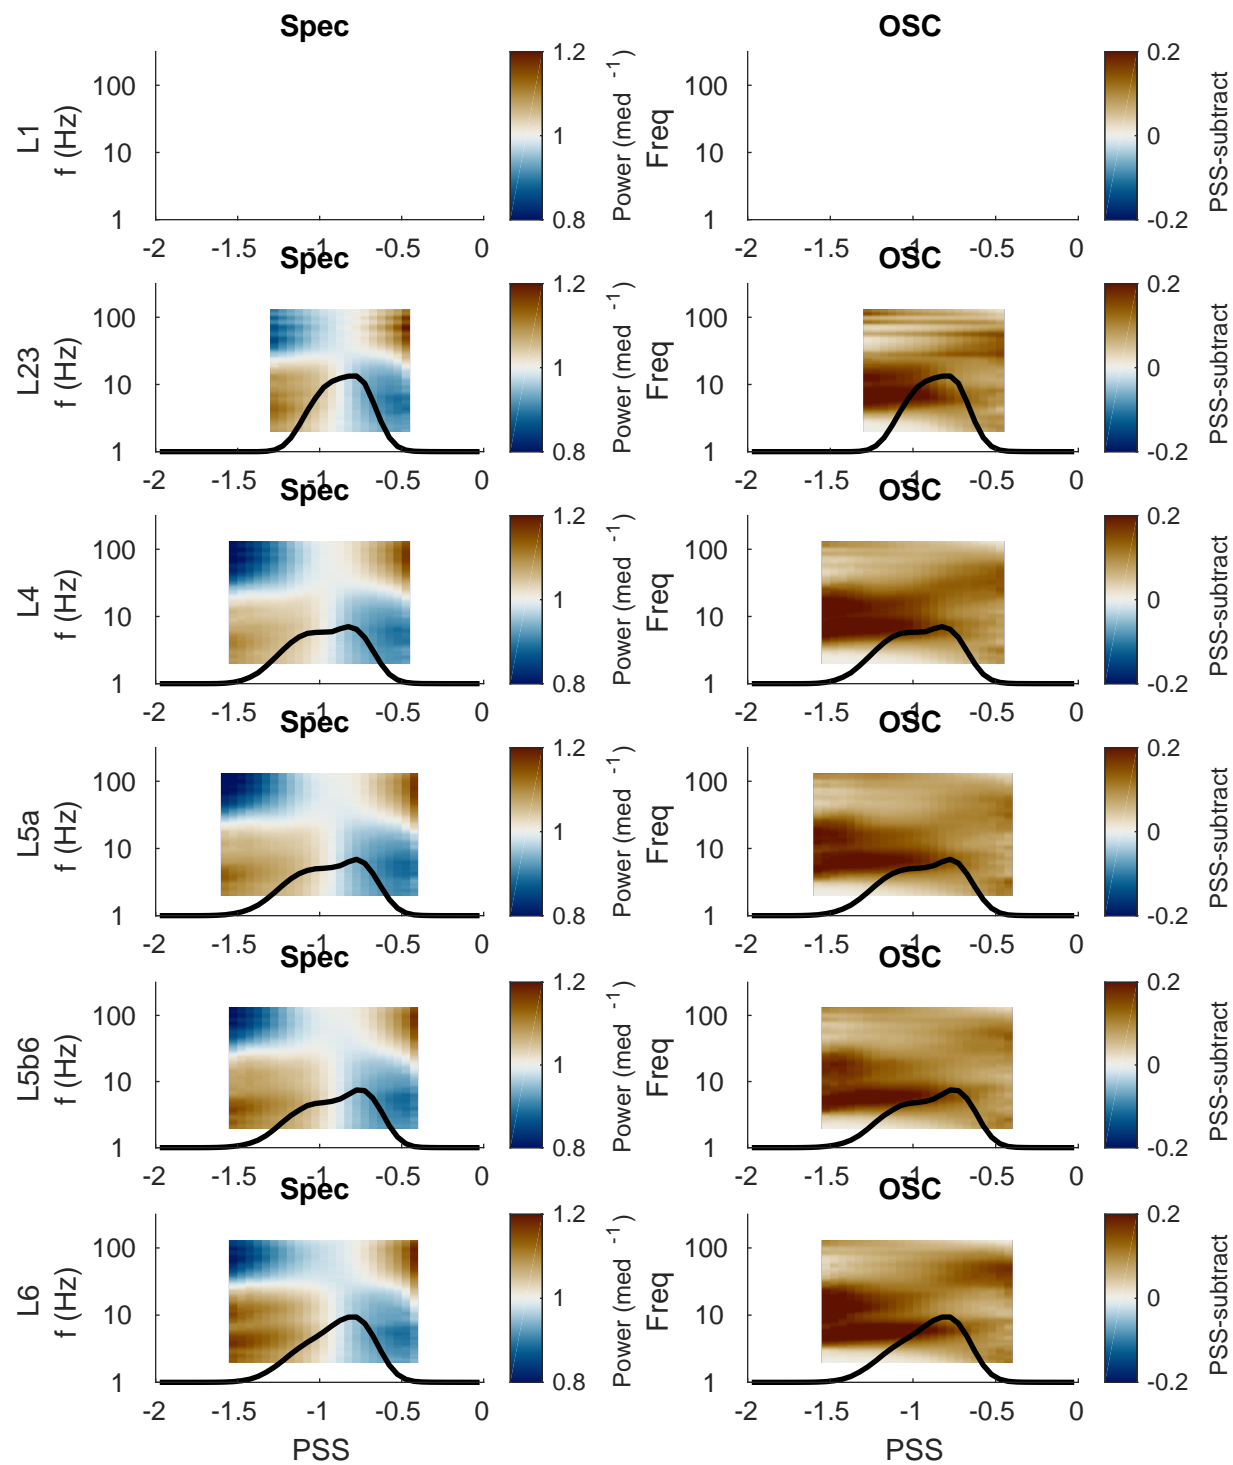 Spec OSC
100 10 1 L1 f (Hz) 1.2 1 0.8 Power (med -1) 100 10 1 Freq 0.2 0 -0.2 PSS-subtract
-2 -1.5 -1 -0.5 0 -2 -1.5 -1 -0.5 0
Spec OSC
100 10 1 L23 f (Hz) 1.2 1 0.8 Power (med -1) 100 10 1 Freq 0.2 0 -0.2 PSS-subtract
-2 -1.5 -1 -0.5 0 -2 -1.5 -1 -0.5 0
Spec OSC
100 10 1 L4 f (Hz) 1.2 1 0.8 Power (med -1) 100 10 1 Freq 0.2 0 -0.2 PSS-subtract
-2 -1.5 -1 -0.5 0 -2 -1.5 -1 -0.5 0
Spec OSC
100 10 1 L5a f (Hz) 1.2 1 0.8 Power (med -1) 100 10 1 Freq 0.2 0 -0.2 PSS-subtract
-2 -1.5 -1 -0.5 0 -2 -1.5 -1 -0.5 0
Spec OSC
100 10 1 L5b6 f (Hz) 1.2 1 0.8 Power (med -1) 100 10 1 Freq 0.2 0 -0.2 PSS-subtract
-2 -1.5 -1 -0.5 0 -2 -1.5 -1 -0.5 0
Spec OSC
100 10 1 L6 f (Hz) 1.2 1 0.8 Power (med -1) 100 10 1 Freq 0.2 0 -0.2 PSS-subtract
-2 -1.5 -1 -0.5 0 -2 -1.5 -1 -0.5 0
PSS PSS